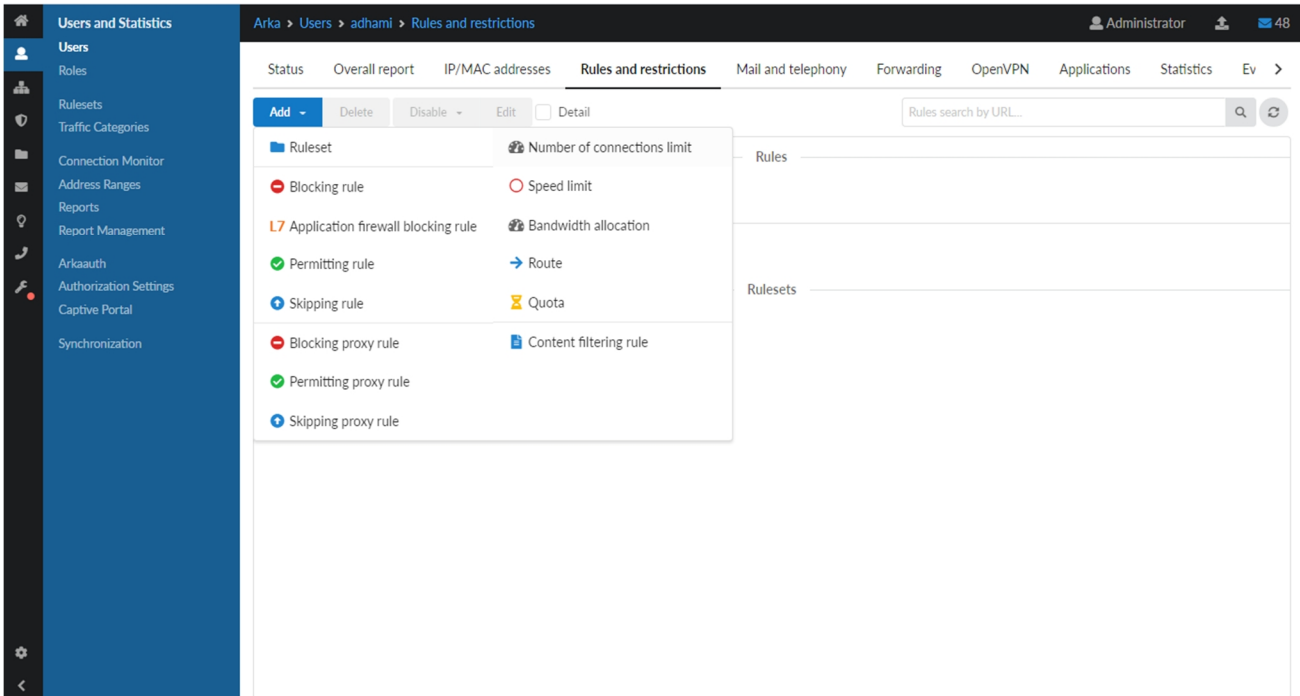 Users and Statistics
Users
Roles
Rulesets
Traffic Categories
Connection Monitor
Address Ranges
Reports
Report Management
Arkaauth
Authorization Settings
Captive Portal
Synchronization
Arka > Users > adhami > Rules and restrictions
Administrator 48
Status Overall report IP/MAC addresses Rules and restrictions Mail and telephony Forwarding OpenVPN Applications Statistics Ev
Add Delete Disable Edit Detail Rules search by URL...
Ruleset
Blocking rule
L7 Application firewall blocking rule
Permitting rule
Skipping rule
Blocking proxy rule
Permitting proxy rule
Skipping proxy rule
Number of connections limit
Speed limit
Bandwidth allocation
Route
Quota
Content filtering rule
Rules
Rulesets